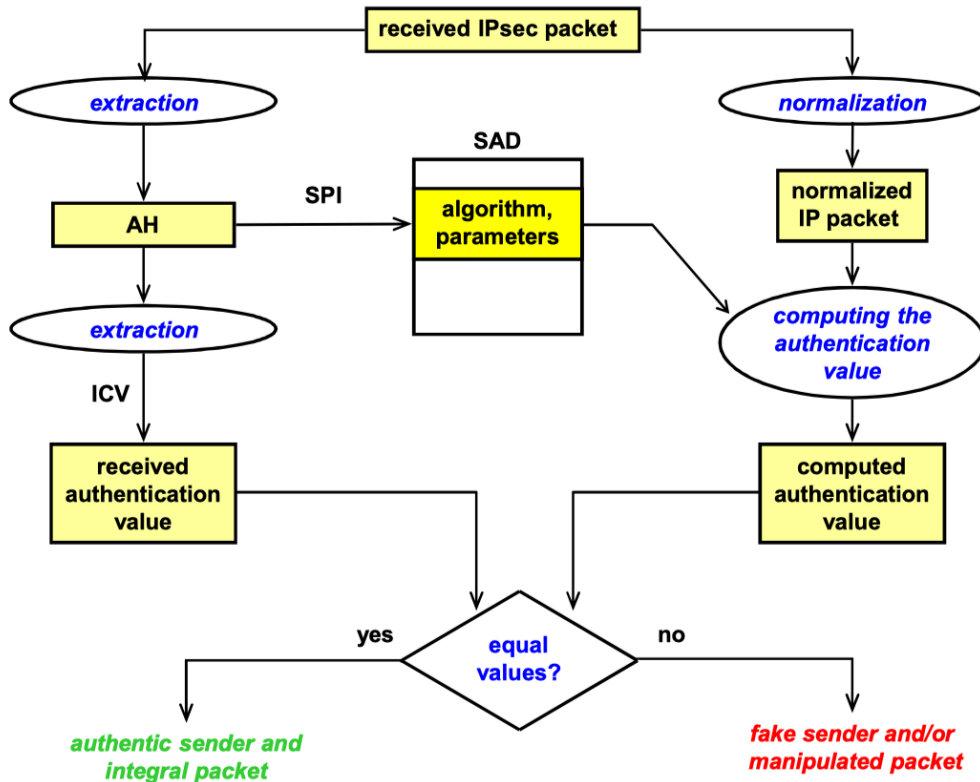 received IPsec packet
extraction
normalization
SAD
SPI
AH
algorithm,
parameters
normalized
IP packet
extraction
computing the
authentication
value
ICV
received
authentication
value
computed
authentication
value
yes
equal
values?
no
authentic sender and
integral packet
fake sender and/or
manipulated packet